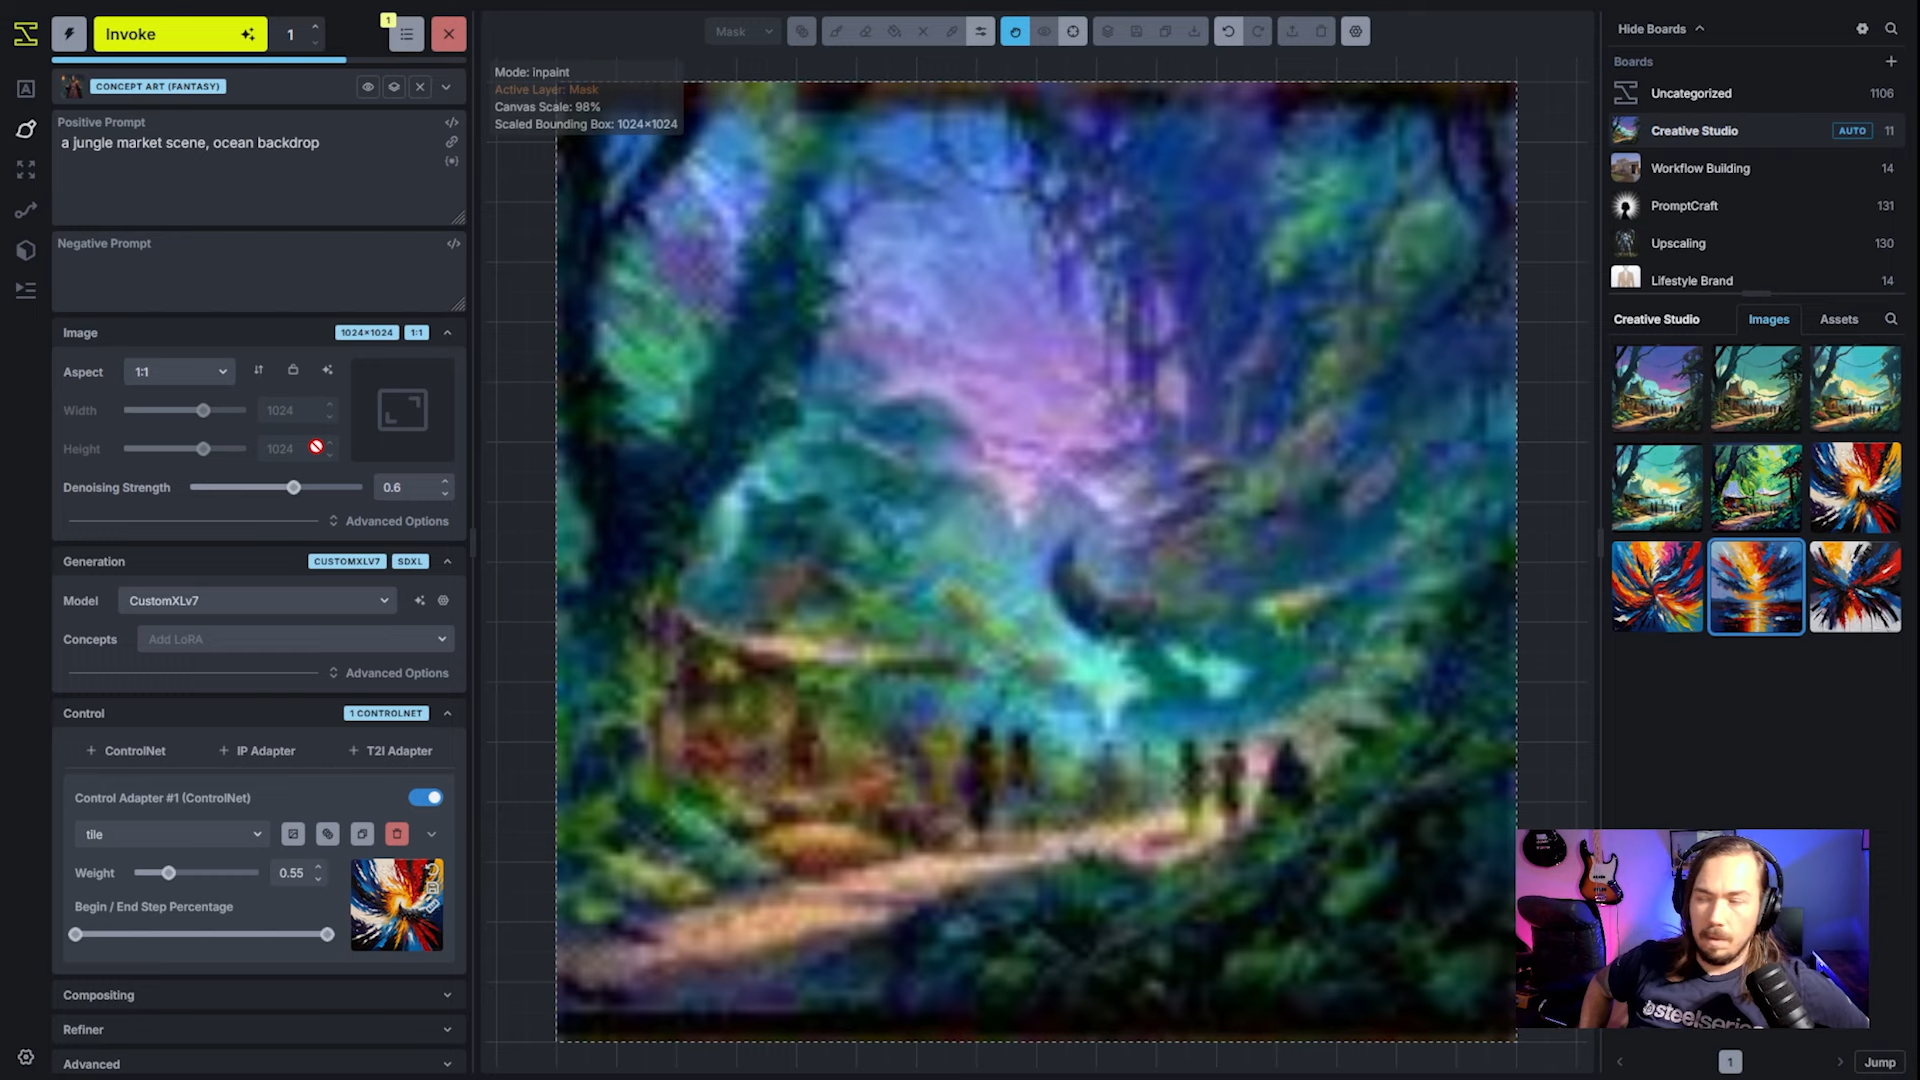 Invoke
1
1
CONCEPT ART (FANTASY)
Positive Prompt
a jungle market scene, ocean backdrop
Negative Prompt
Image
1024×1024
1:1
Aspect
1:1
Width
1024
Height
1024
Denoising Strength
0.6
Advanced Options
Generation
CUSTOMXLV7
SDXL
Model
CustomXLv7
Concepts
Add LoRA
Advanced Options
Control
1 CONTROLNET
+ ControlNet
+ IP Adapter
+ T2I Adapter
Control Adapter #1 (ControlNet)
tile
Weight
0.55
Begin / End Step Percentage
Compositing
Refiner
Advanced
Mask
Mode: inpaint
Active Layer: Mask
Canvas Scale: 98%
Scaled Bounding Box: 1024×1024
Hide Boards
Boards
Uncategorized
1106
Creative Studio
AUTO
11
Workflow Building
14
PromptCraft
131
Upscaling
130
Lifestyle Brand
14
Creative Studio
Images
Assets
steelseries
1
Jump